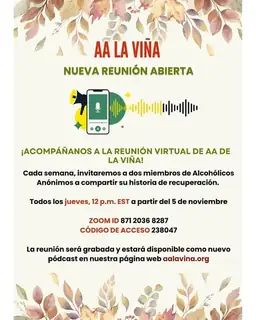 AA LA VIÑA
NUEVA REUNIÓN ABIERTA
¡ACOMPÁÑANOS A LA REUNIÓN VIRTUAL DE AA DE
LA VIÑA!
Cada semana, invitaremos a dos miembros de Alcohólicos
Anónimos a compartir su historia de recuperación.
Todos los jueves, 12 p.m. EST a partir del 5 de noviembre
ZOOM ID 871 2036 8287
CÓDIGO DE ACCESO 238047
La reunión será grabada y estará disponible como nuevo
pódcast en nuestra página web aalavina.org